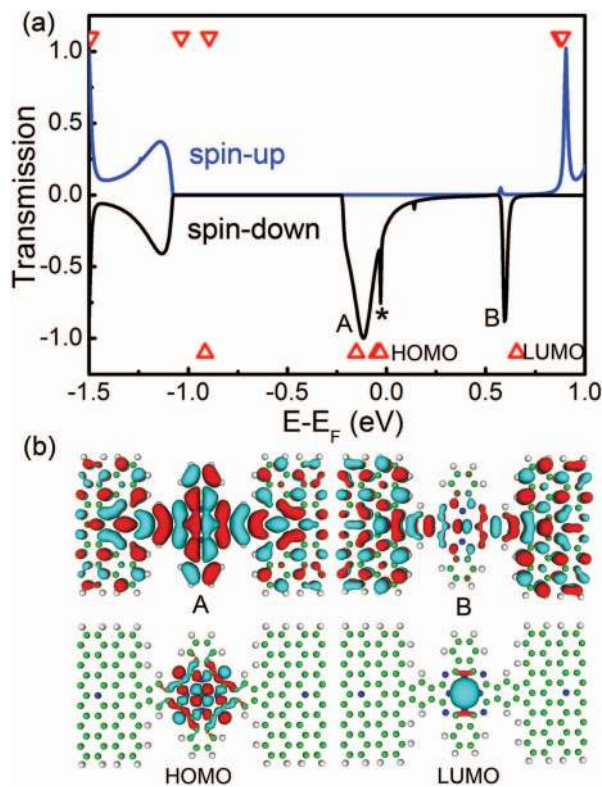 (a)
1.0
0.5
0.0
-0.5
-1.0
Transmission
spin-up
spin-down
A
*
B
HOMO
LUMO
-1.5 -1.0 -0.5 0.0 0.5 1.0
E-E_F (eV)
(b)
A B
HOMO LUMO